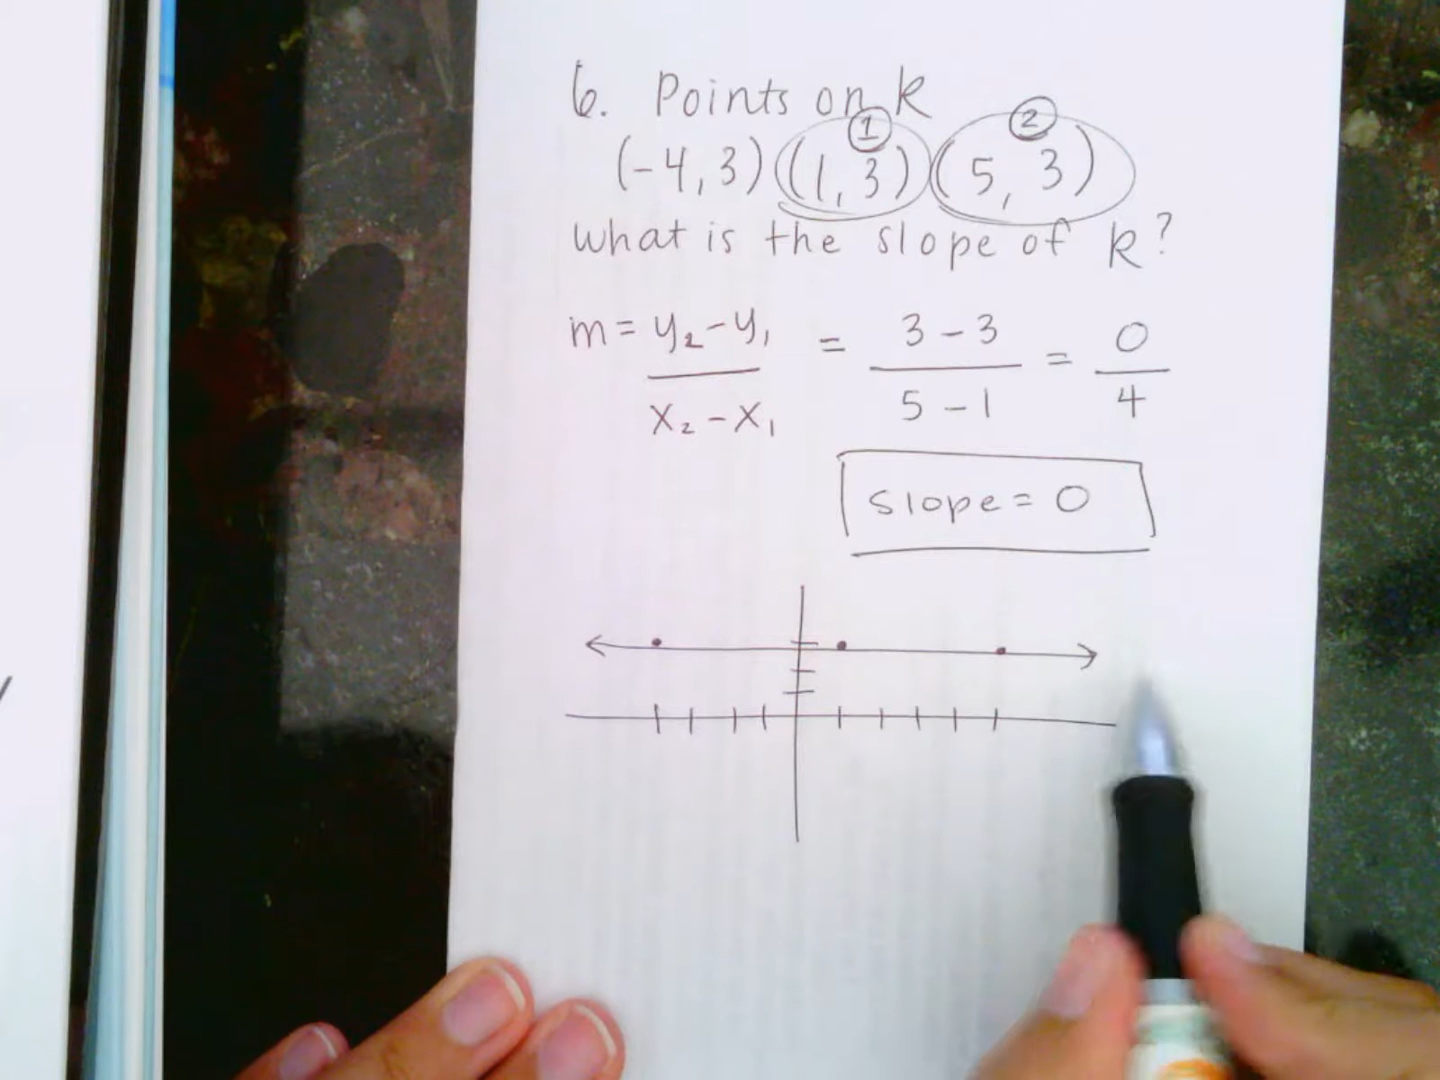 6. Points on k
1 2
(-4, 3) (1, 3) (5, 3)
What is the slope of k?
m = y₂ - y₁ / x₂ - x₁ = 3 - 3 / 5 - 1 = 0 / 4
slope = 0